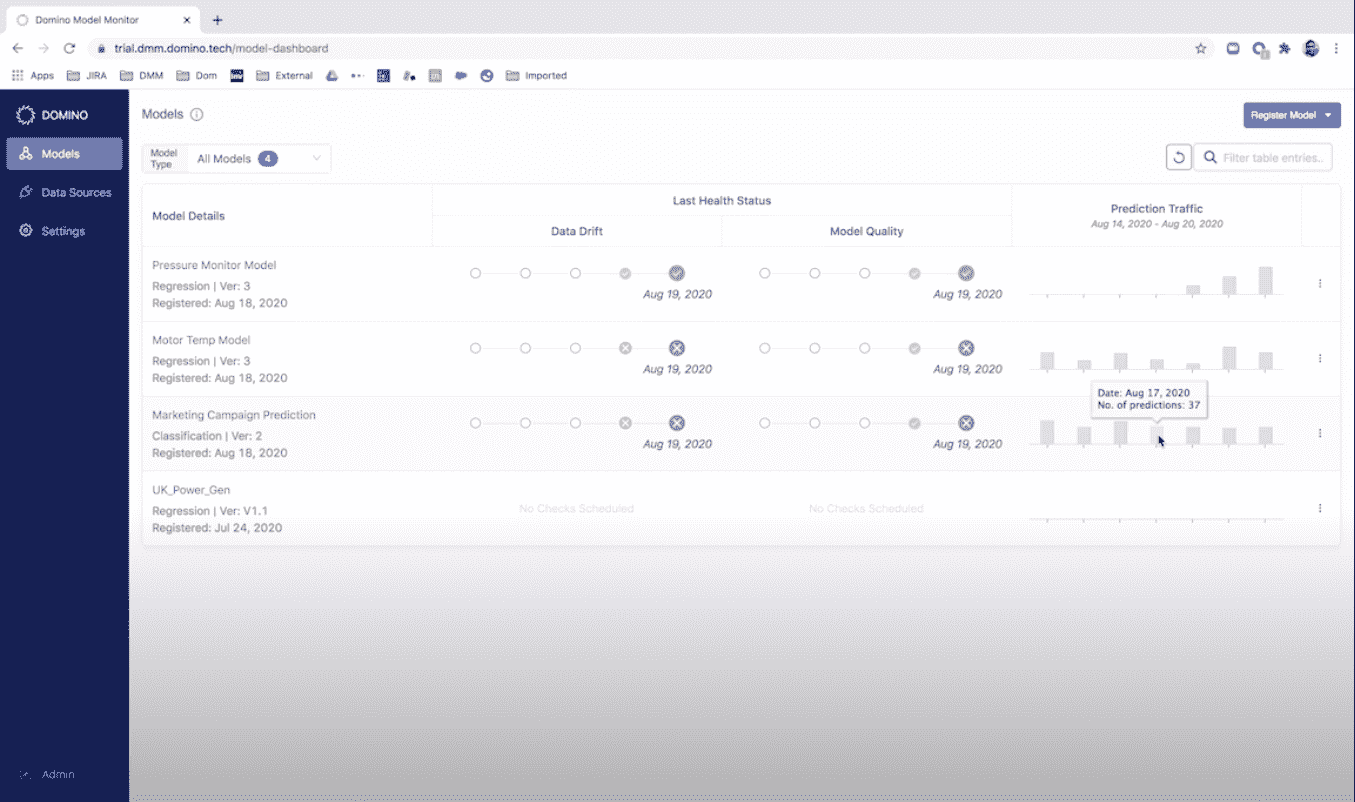 Domino Model Monitor
trial.dmm.domino.tech/model-dashboard
Apps JIRA DMM Dom External Imported
DOMINO
Models
Data Sources
Settings
Admin
Models
Register Model
Model Type
All Models 4
Filter table entries..
Model Details
Last Health Status
Data Drift
Model Quality
Prediction Traffic
Aug 14, 2020 - Aug 20, 2020
Pressure Monitor Model
Regression | Ver: 3
Registered: Aug 18, 2020
Aug 19, 2020
Aug 19, 2020
Motor Temp Model
Regression | Ver: 3
Registered: Aug 18, 2020
Aug 19, 2020
Aug 19, 2020
Date: Aug 17, 2020
No. of predictions: 37
Marketing Campaign Prediction
Classification | Ver: 2
Registered: Aug 18, 2020
Aug 19, 2020
Aug 19, 2020
UK_Power_Gen
Regression | Ver: V1.1
Registered: Jul 24, 2020
No Checks Scheduled
No Checks Scheduled